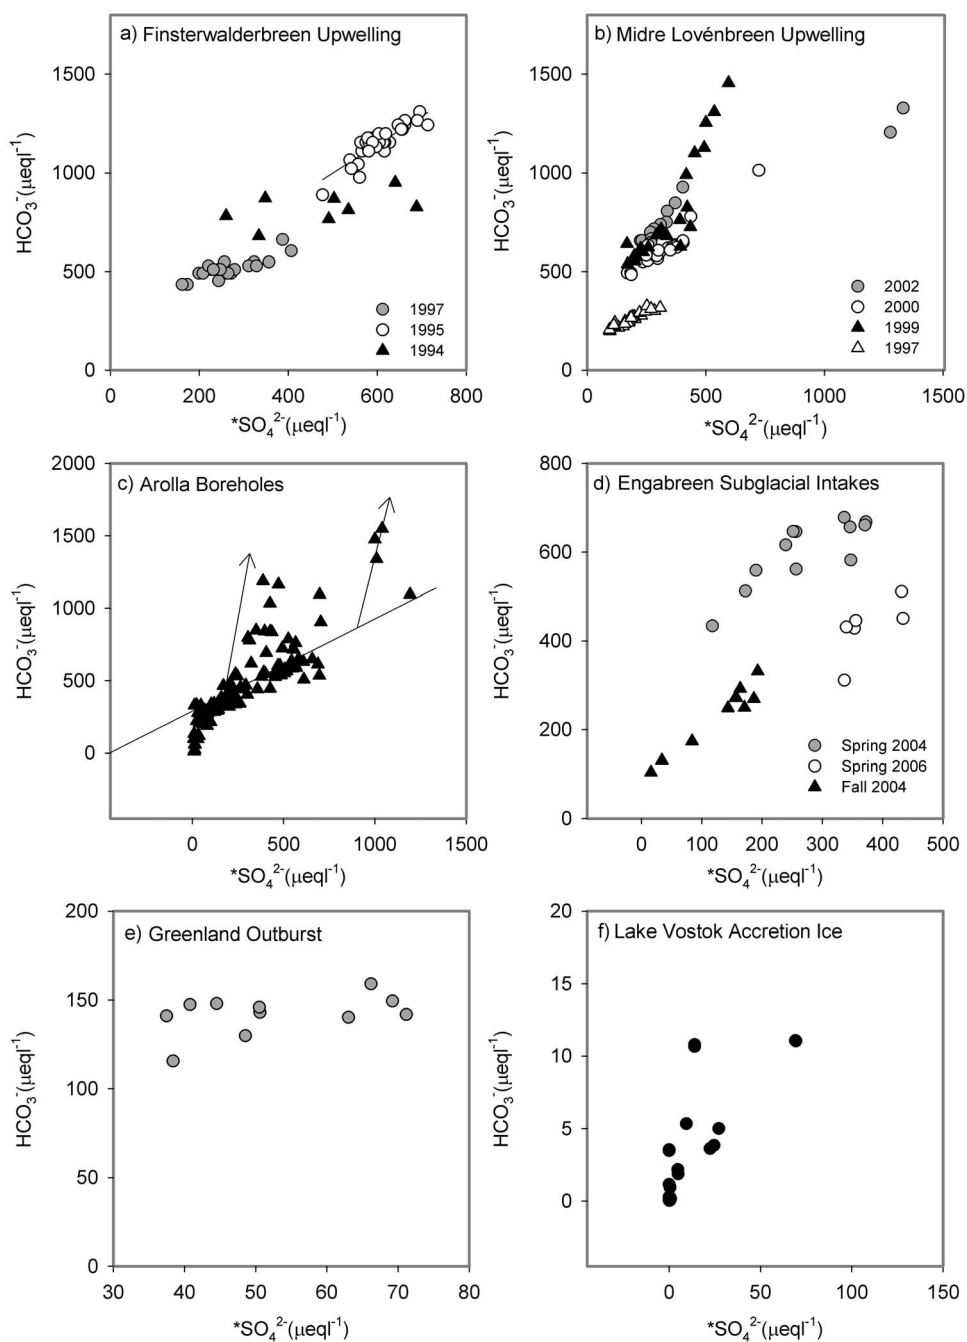 a) Finsterwalderbreen Upwelling
1500
1000
500
0
HCO₃⁻(µeql⁻¹)
1997
1995
1994
0 200 400 600 800
*SO₄²⁻(µeql⁻¹)
b) Midre Lovénbreen Upwelling
1500
1000
500
0
HCO₃⁻(µeql⁻¹)
2002
2000
1999
1997
0 500 1000 1500
*SO₄²⁻(µeql⁻¹)
c) Arolla Boreholes
2000
1500
1000
500
0
HCO₃⁻(µeql⁻¹)
0 500 1000 1500
*SO₄²⁻(µeql⁻¹)
d) Engabreen Subglacial Intakes
800
600
400
200
0
HCO₃⁻(µeql⁻¹)
Spring 2004
Spring 2006
Fall 2004
0 100 200 300 400 500
*SO₄²⁻(µeql⁻¹)
e) Greenland Outburst
200
150
100
50
0
HCO₃⁻(µeql⁻¹)
30 40 50 60 70 80
*SO₄²⁻(µeql⁻¹)
f) Lake Vostok Accretion Ice
20
15
10
5
0
HCO₃⁻(µeql⁻¹)
0 50 100 150
*SO₄²⁻(µeql⁻¹)